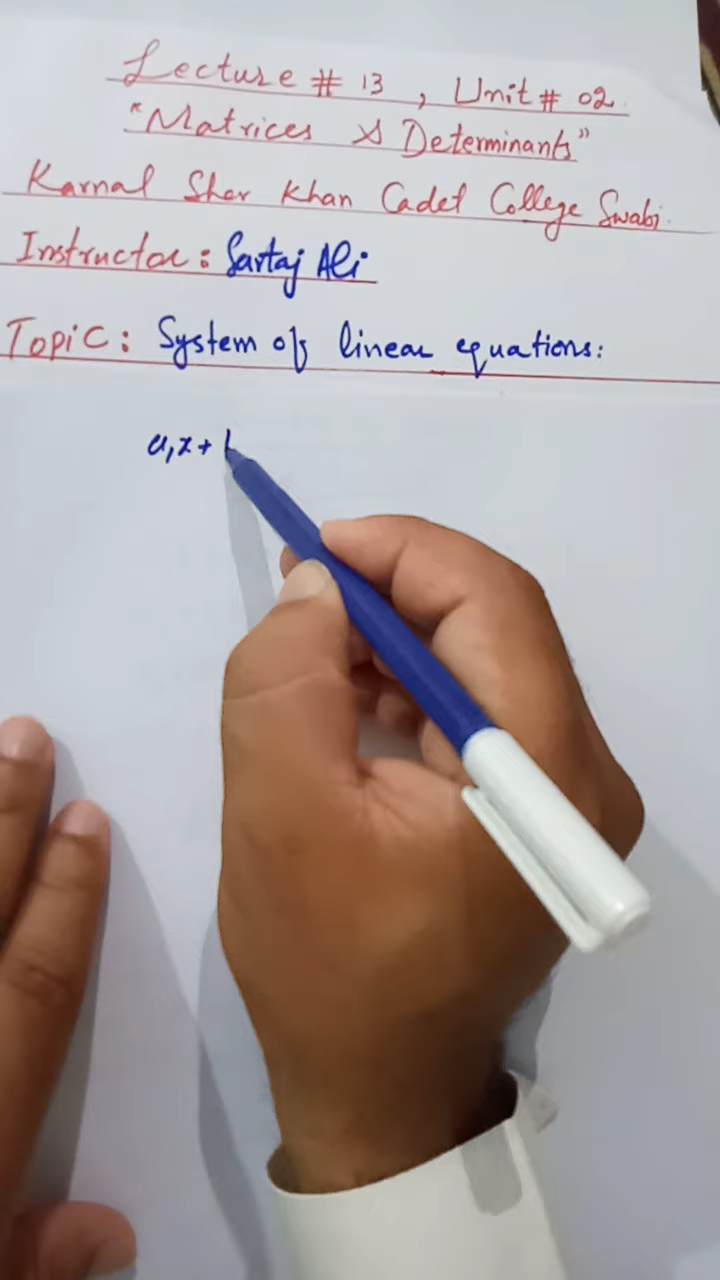 Lecture # 13 , Unit # 02
"Matrices & Determinants"
Karnal Sher Khan Cadet College Swabi.
Instructor: Sartaj Ali
Topic: System of linear equations:
a₁x +